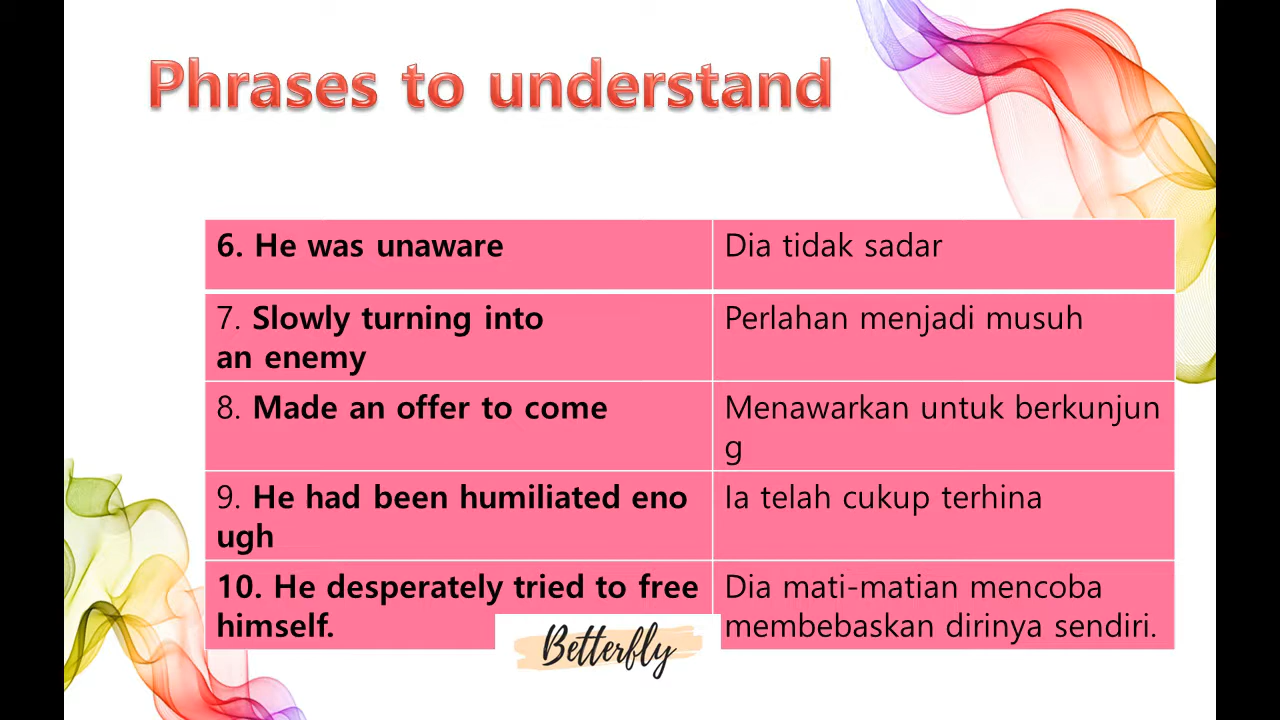 Phrases to understand
6. He was unaware
Dia tidak sadar
7. Slowly turning into
an enemy
Perlahan menjadi musuh
8. Made an offer to come
Menawarkan untuk berkunjun
g
9. He had been humiliated eno
ugh
Ia telah cukup terhina
10. He desperately tried to free
himself.
Dia mati-matian mencoba
membebaskan dirinya sendiri.
Betterfly